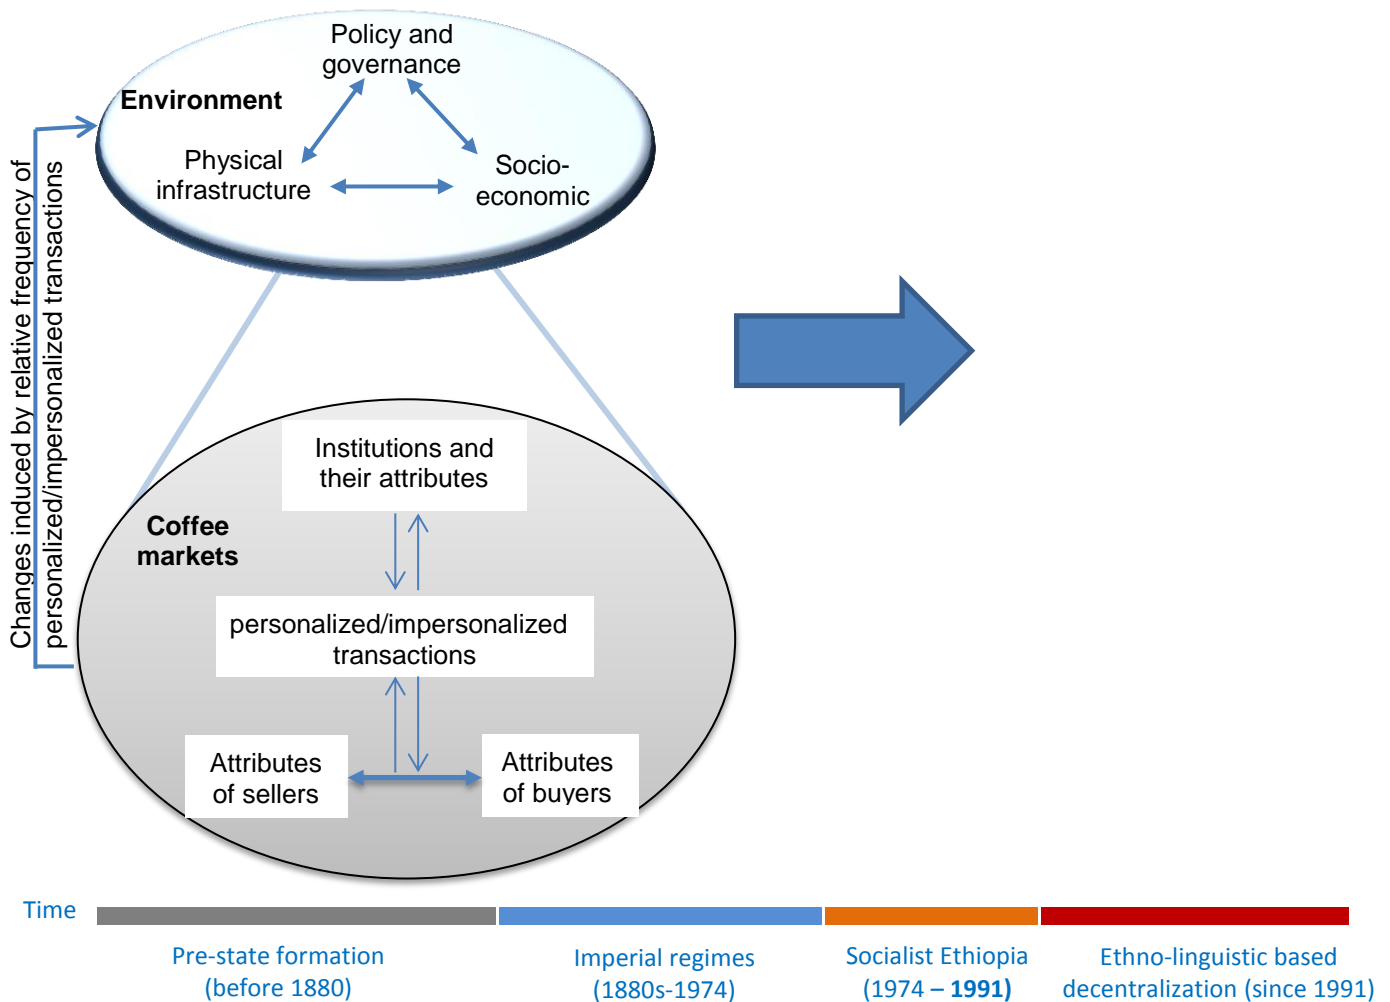 Policy and
governance
Environment
Physical
infrastructure
Socio-
economic
Changes induced by relative frequency of
personalized/impersonalized transactions
Institutions and
their attributes
Coffee
markets
personalized/impersonalized
transactions
Attributes
of sellers
Attributes
of buyers
Time
Pre-state formation
(before 1880)
Imperial regimes
(1880s-1974)
Socialist Ethiopia
(1974 – 1991)
Ethno-linguistic based
decentralization (since 1991)